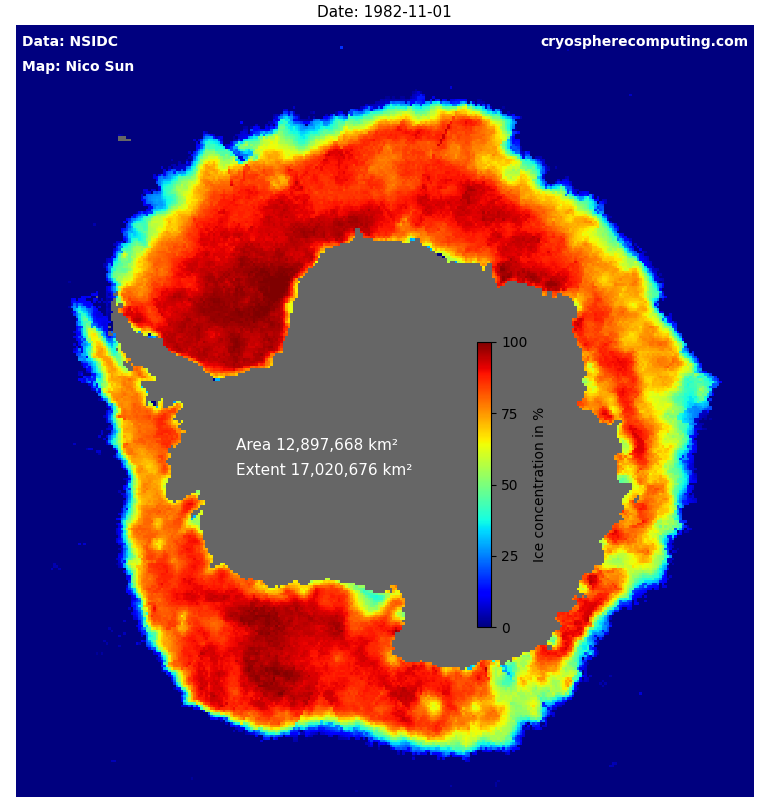 Date: 1982-11-01
Data: NSIDC
cryospherecomputing.com
Map: Nico Sun
100
75
50
25
0
Ice concentration in %
Area 12,897,668 km²
Extent 17,020,676 km²